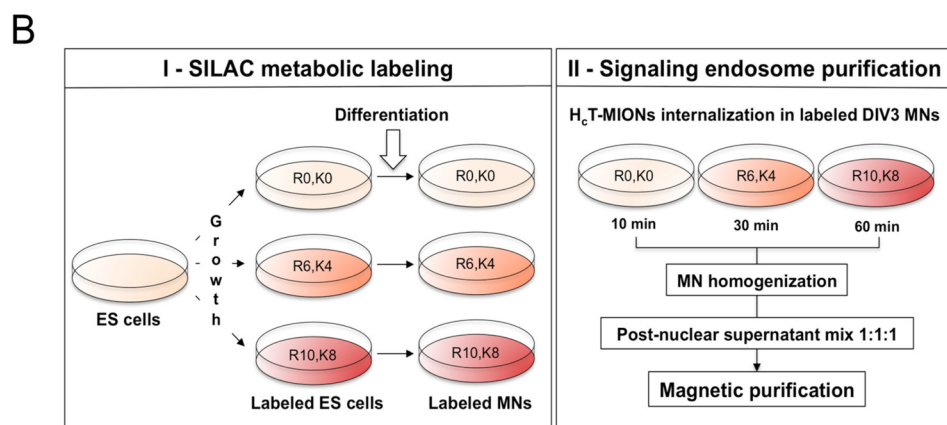 B
I - SILAC metabolic labeling
Differentiation
R0,K0
R0,K0
Growth
R6,K4
R6,K4
ES cells
R10,K8
R10,K8
Labeled ES cells
Labeled MNs
II - Signaling endosome purification
HcT-MIONs internalization in labeled DIV3 MNs
R0,K0
R6,K4
R10,K8
10 min
30 min
60 min
MN homogenization
Post-nuclear supernatant mix 1:1:1
Magnetic purification